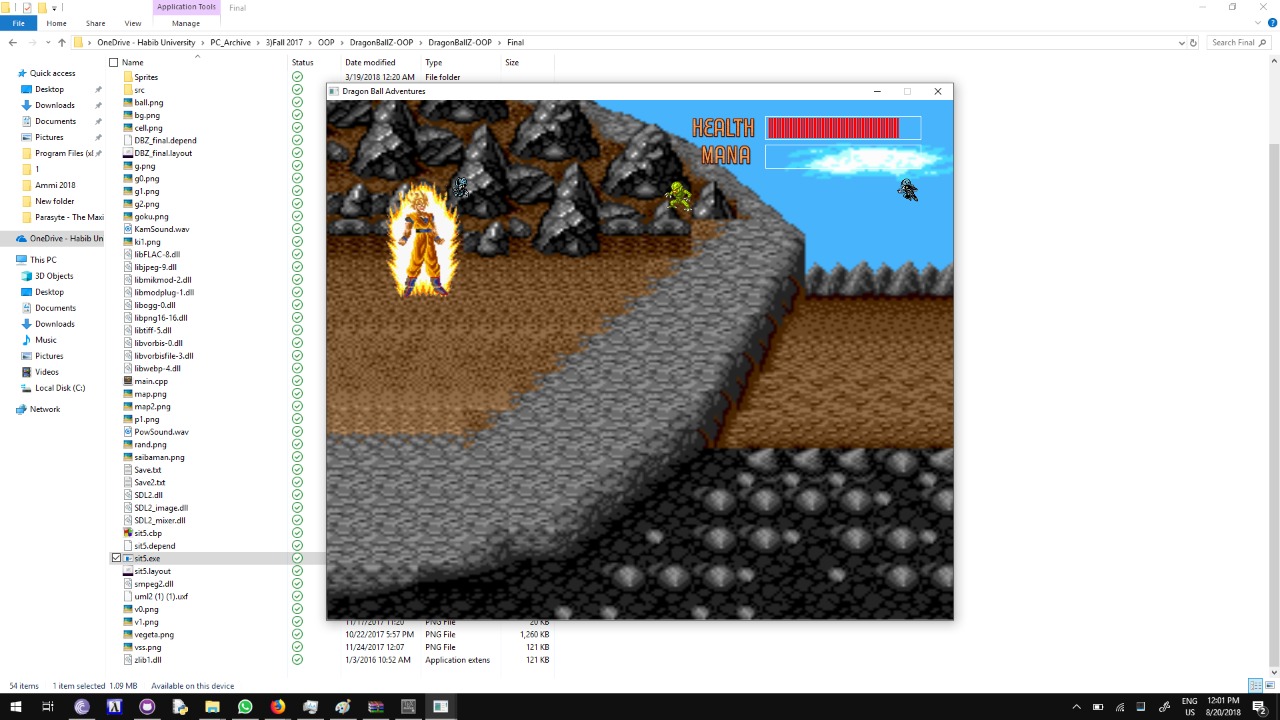 Application Tools
Final
File
Home
Share
View
Manage
OneDrive - Habib University
PC_Archive
3)Fall 2017
OOP
DragonBallZ-OOP
DragonBallZ-OOP
Final
Search Final
Name
Status
Date modified
Type
Size
Quick access
Desktop
Downloads
Documents
Pictures
Program Files (x
1
Ammi 2018
New folder
Parasyte - The Maxi
OneDrive - Habib Un
This PC
3D Objects
Desktop
Documents
Downloads
Music
Pictures
Videos
Local Disk (C:)
Network
Sprites
3/19/2018 12:20 AM
File folder
src
ball.png
bg.png
cell.png
DBZ_final.depend
DBZ_final.layout
g.png
g0.png
g1.png
g2.png
goku.png
KamSound.wav
ki1.png
libFLAC-8.dll
libjpeg-9.dll
libmikmod-2.dll
libmodplug-1.dll
libogg-0.dll
libpng16-16.dll
libtiff-5.dll
libvorbis-0.dll
libvorbisfile-3.dll
libwebp-4.dll
main.cpp
map.png
map2.png
p1.png
PowSound.wav
rand.png
saibaman.png
Save.txt
Save2.txt
SDL2.dll
SDL2_image.dll
SDL2_mixer.dll
sit5.cbp
sit5.depend
sit5.exe
sit5.layout
smpeg2.dll
uml2 (1) (1).uxf
v0.png
v1.png
11/17/2017 11:20
PNG File
20 KB
vegeta.png
10/22/2017 5:57 PM
PNG File
1,260 KB
vss.png
11/24/2017 12:07
PNG File
121 KB
zlib1.dll
1/3/2016 10:52 AM
Application extens
121 KB
Dragon Ball Adventures
HEALTH
MANA
54 items
1 item selected 1.09 MB
Available on this device
ENG
US
12:01 PM
8/20/2018
2